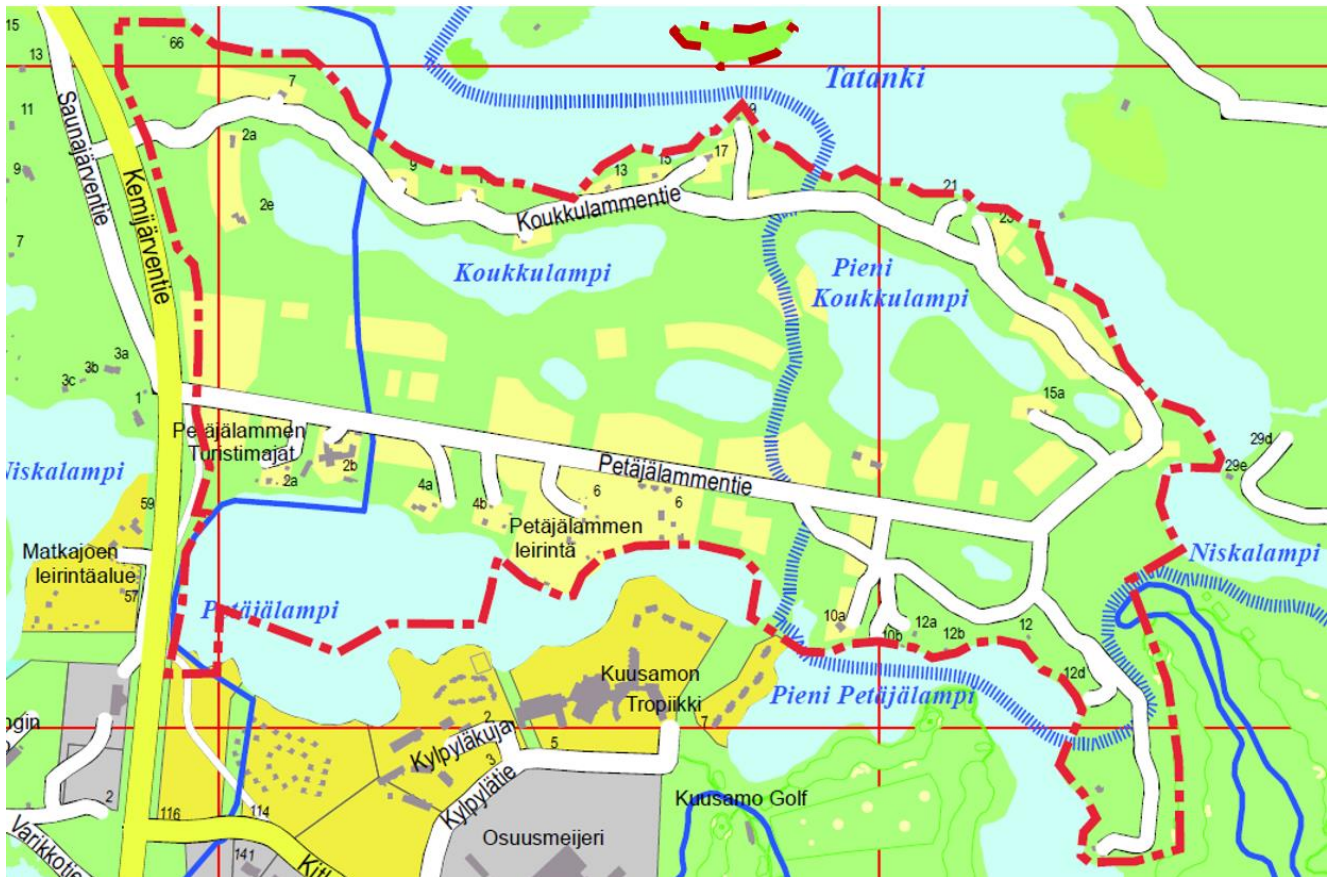 15
66
13
Tatanki
7
11
Saunajärventie
9
2a
17
15
9
13
9
21
Kemijärventie
2e
Koukkulammentie
23
7
Koukkulampi
Pieni
Koukkulampi
3a
3b
3c
1
15a
Petäjälammen
Turistimajat
29d
2b
Petäjälammentie
29e
Niskalampi
2a
4a
6
6
59
4b
Petäjälammen
leirintä
Matkajoen
leirintäalue
Niskalampi
57
Petäjälampi
10a
12a
12
10b
12b
Kuusamon
Tropiikki
12d
Pieni Petäjälampi
2
7
Kylpyläkuja
5
3
Kylpylätie
Kuusamo Golf
2
116
114
Osuusmeijeri
Varikkotie
141